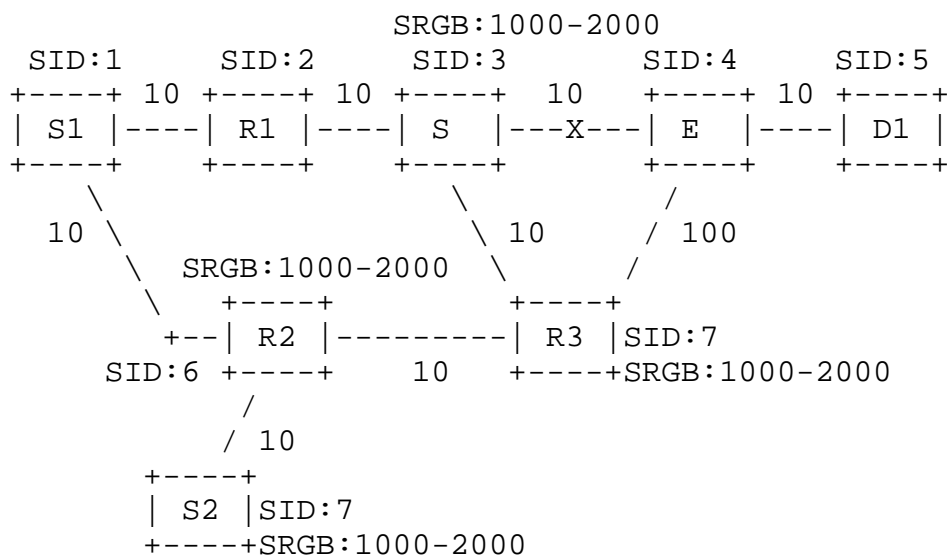 SRGB:1000-2000
SID:1 SID:2 SID:3 SID:4 SID:5
10 10 10 10
S1 R1 S X E D1
10 10 100
SRGB:1000-2000
R2 R3 SID:7
SID:6 10 SRGB:1000-2000
10
S2 SID:7
SRGB:1000-2000